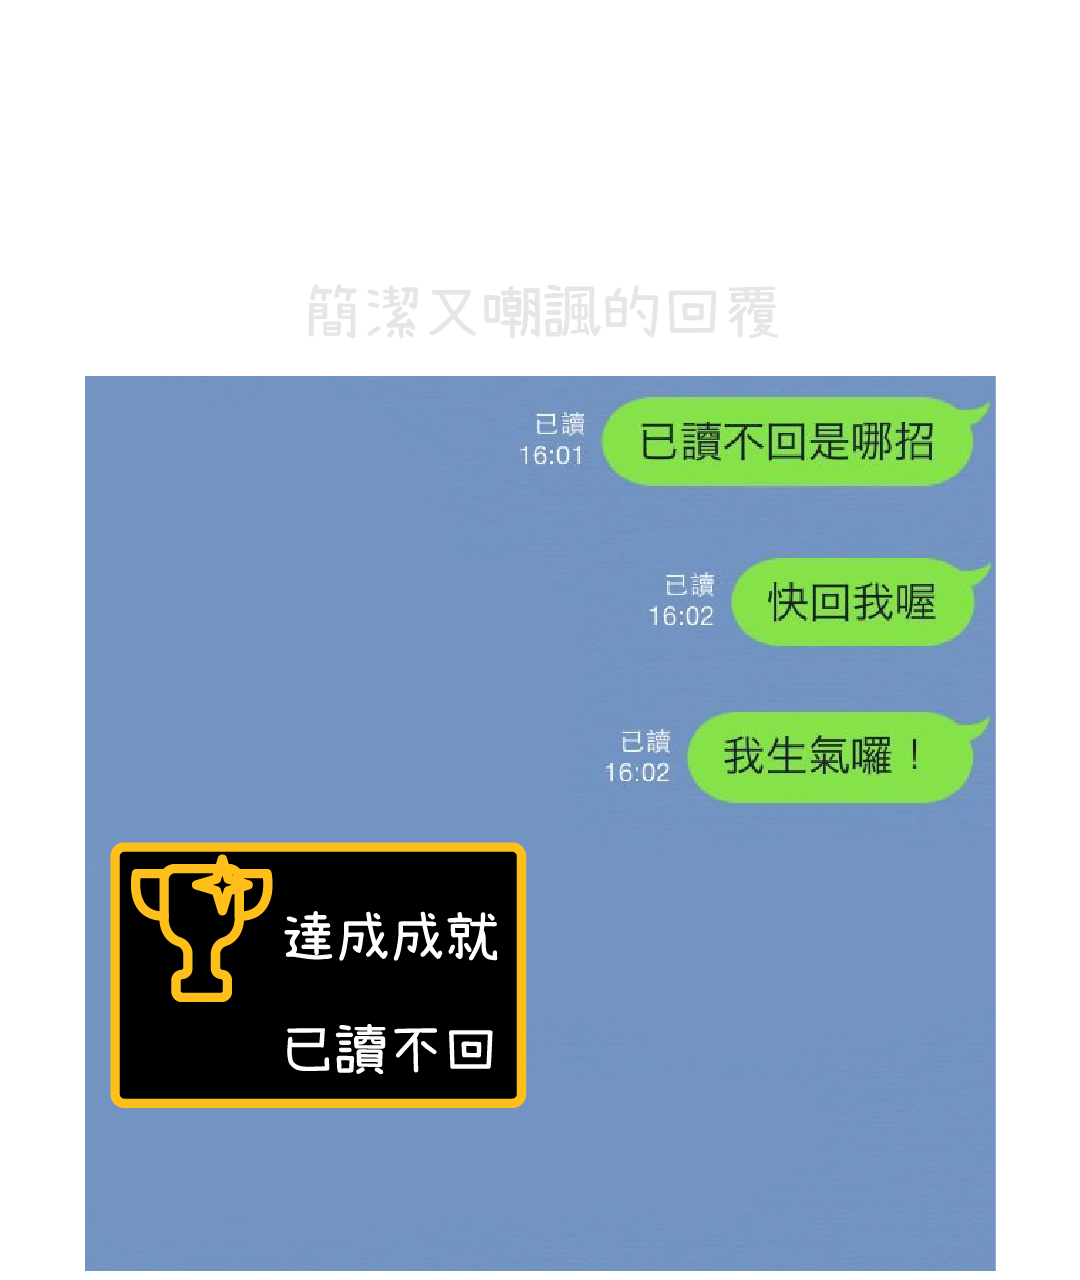 簡潔又嘲諷的回覆
已讀
16:01
已讀不回是哪招
已讀
16:02
快回我喔
已讀
16:02
我生氣囉！
達成成就
已讀不回